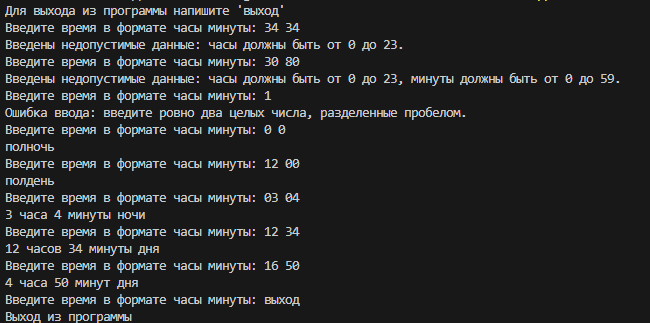 Для выхода из программы напишите 'выход'
Введите время в формате часы минуты: 34 34
Введены недопустимые данные: часы должны быть от 0 до 23.
Введите время в формате часы минуты: 30 80
Введены недопустимые данные: часы должны быть от 0 до 23, минуты должны быть от 0 до 59.
Введите время в формате часы минуты: 1
Ошибка ввода: введите ровно два целых числа, разделенные пробелом.
Введите время в формате часы минуты: 0 0
полночь
Введите время в формате часы минуты: 12 00
полдень
Введите время в формате часы минуты: 03 04
3 часа 4 минуты ночи
Введите время в формате часы минуты: 12 34
12 часов 34 минуты дня
Введите время в формате часы минуты: 16 50
4 часа 50 минут дня
Введите время в формате часы минуты: выход
Выход из программы